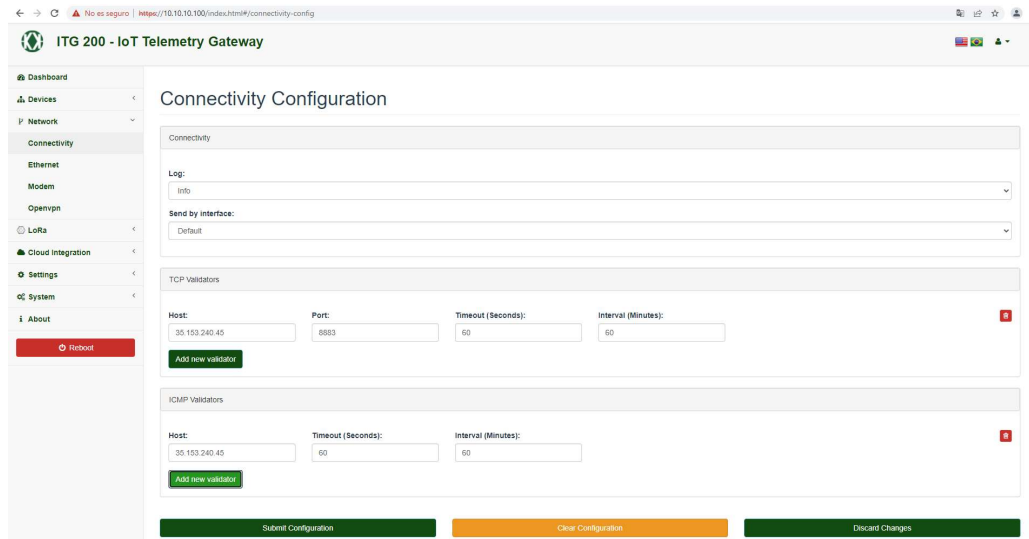 No es seguro | https://10.10.10.100/index.html#/connectivity-config
ITG 200 - IoT Telemetry Gateway
Dashboard
Devices
Network
Connectivity
Ethernet
Modem
Openvpn
LoRa
Cloud Integration
Settings
System
About
Reboot
Connectivity Configuration
Connectivity
Log:
Info
Send by interface:
Default
TCP Validators
Host: Port: Timeout (Seconds): Interval (Minutes):
35.153.240.45 8883 60 60
Add new validator
ICMP Validators
Host: Timeout (Seconds): Interval (Minutes):
35.153.240.45 60 60
Add new validator
Submit Configuration Clear Configuration Discard Changes